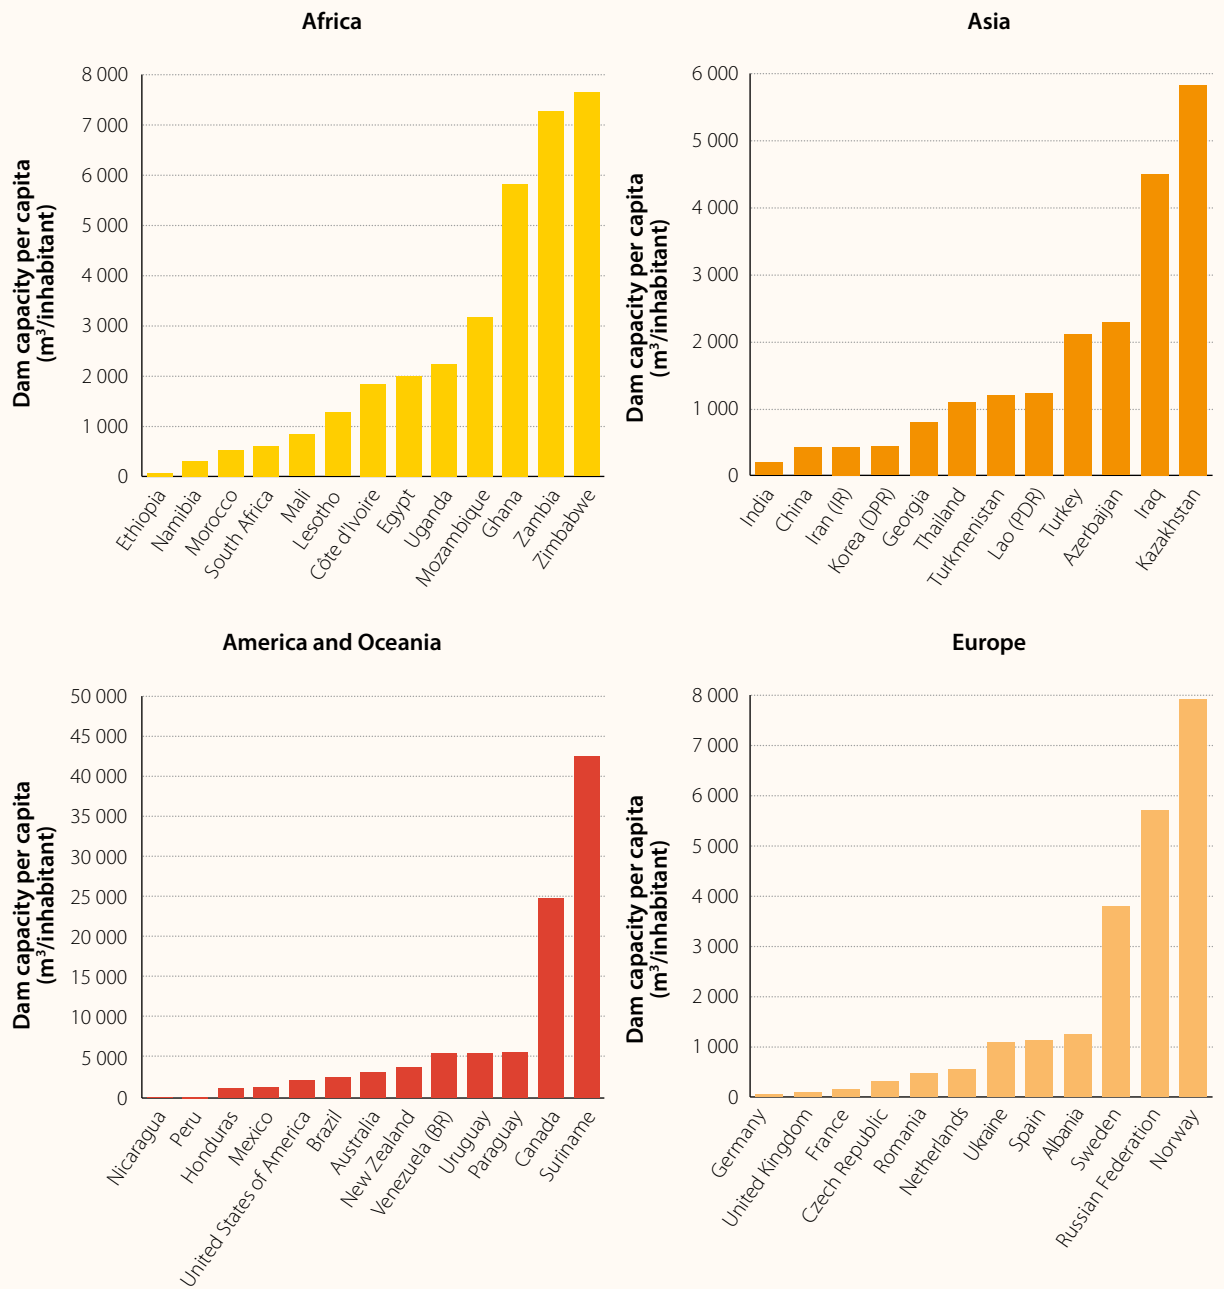 Africa
Dam capacity per capita
(m³/inhabitant)
8 000
7 000
6 000
5 000
4 000
3 000
2 000
1 000
0
Ethiopia
Namibia
Morocco
South Africa
Mali
Lesotho
Côte d'Ivoire
Egypt
Uganda
Mozambique
Ghana
Zambia
Zimbabwe
Asia
Dam capacity per capita
(m³/inhabitant)
6 000
5 000
4 000
3 000
2 000
1 000
0
India
China
Iran (IR)
Korea (DPR)
Georgia
Thailand
Turkmenistan
Lao (PDR)
Turkey
Azerbaijan
Iraq
Kazakhstan
America and Oceania
Dam capacity per capita
(m³/inhabitant)
50 000
45 000
40 000
35 000
30 000
25 000
20 000
15 000
10 000
5 000
0
Nicaragua
Peru
Honduras
Mexico
United States of America
Brazil
Australia
New Zealand
Venezuela (BR)
Uruguay
Paraguay
Canada
Suriname
Europe
Dam capacity per capita
(m³/inhabitant)
8 000
7 000
6 000
5 000
4 000
3 000
2 000
1 000
0
Germany
United Kingdom
France
Czech Republic
Romania
Netherlands
Ukraine
Spain
Albania
Sweden
Russian Federation
Norway